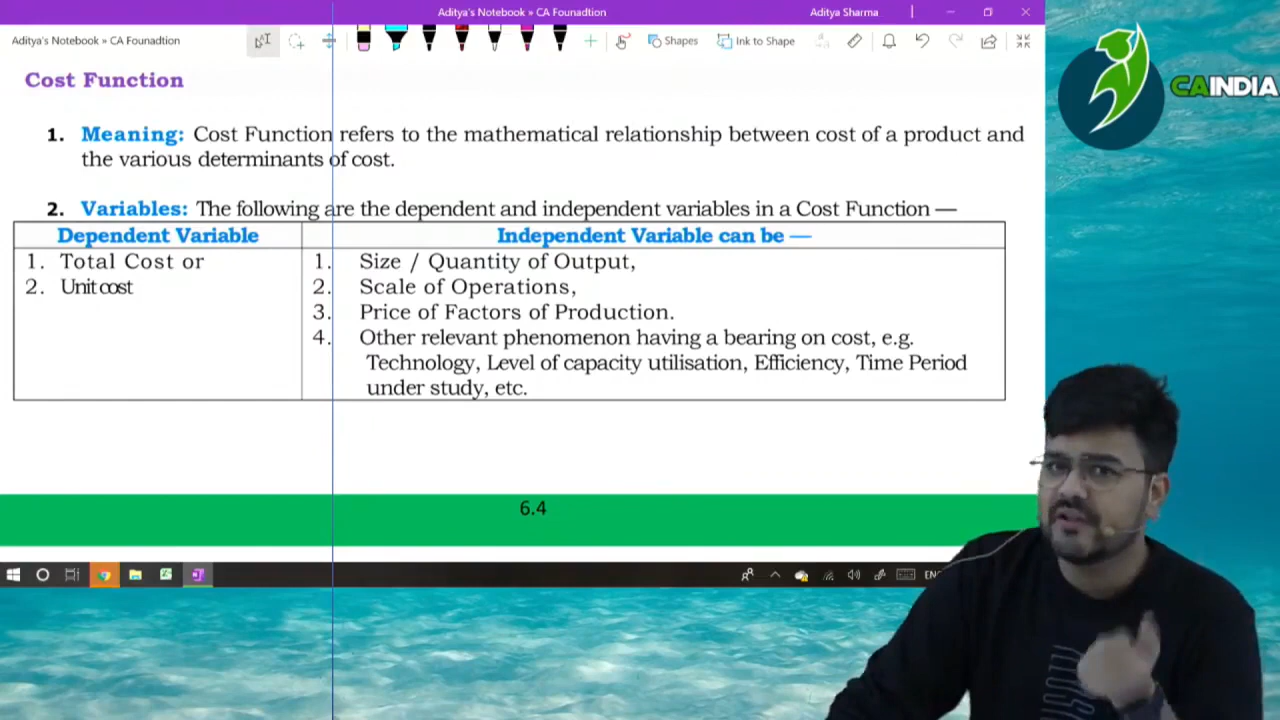 Aditya's Notebook » CA Founadtion
Aditya Sharma
Aditya's Notebook » CA Founadtion
Shapes
Ink to Shape
CAINDIA
Cost Function
1. Meaning: Cost Function refers to the mathematical relationship between cost of a product and
the various determinants of cost.
2. Variables: The following are the dependent and independent variables in a Cost Function —
Dependent Variable
Independent Variable can be —
1. Total Cost or
2. Unit cost
1. Size / Quantity of Output,
2. Scale of Operations,
3. Price of Factors of Production.
4. Other relevant phenomenon having a bearing on cost, e.g.
Technology, Level of capacity utilisation, Efficiency, Time Period
under study, etc.
6.4
EN